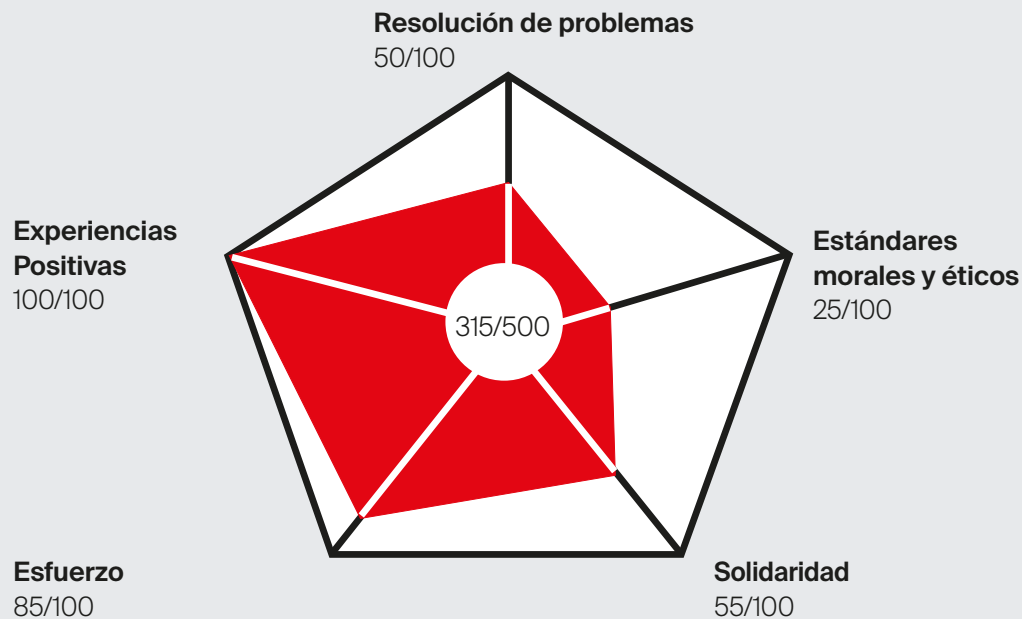 Resolución de problemas
50/100
Experiencias
Positivas
100/100
Estándares
morales y éticos
25/100
315/500
Esfuerzo
85/100
Solidaridad
55/100